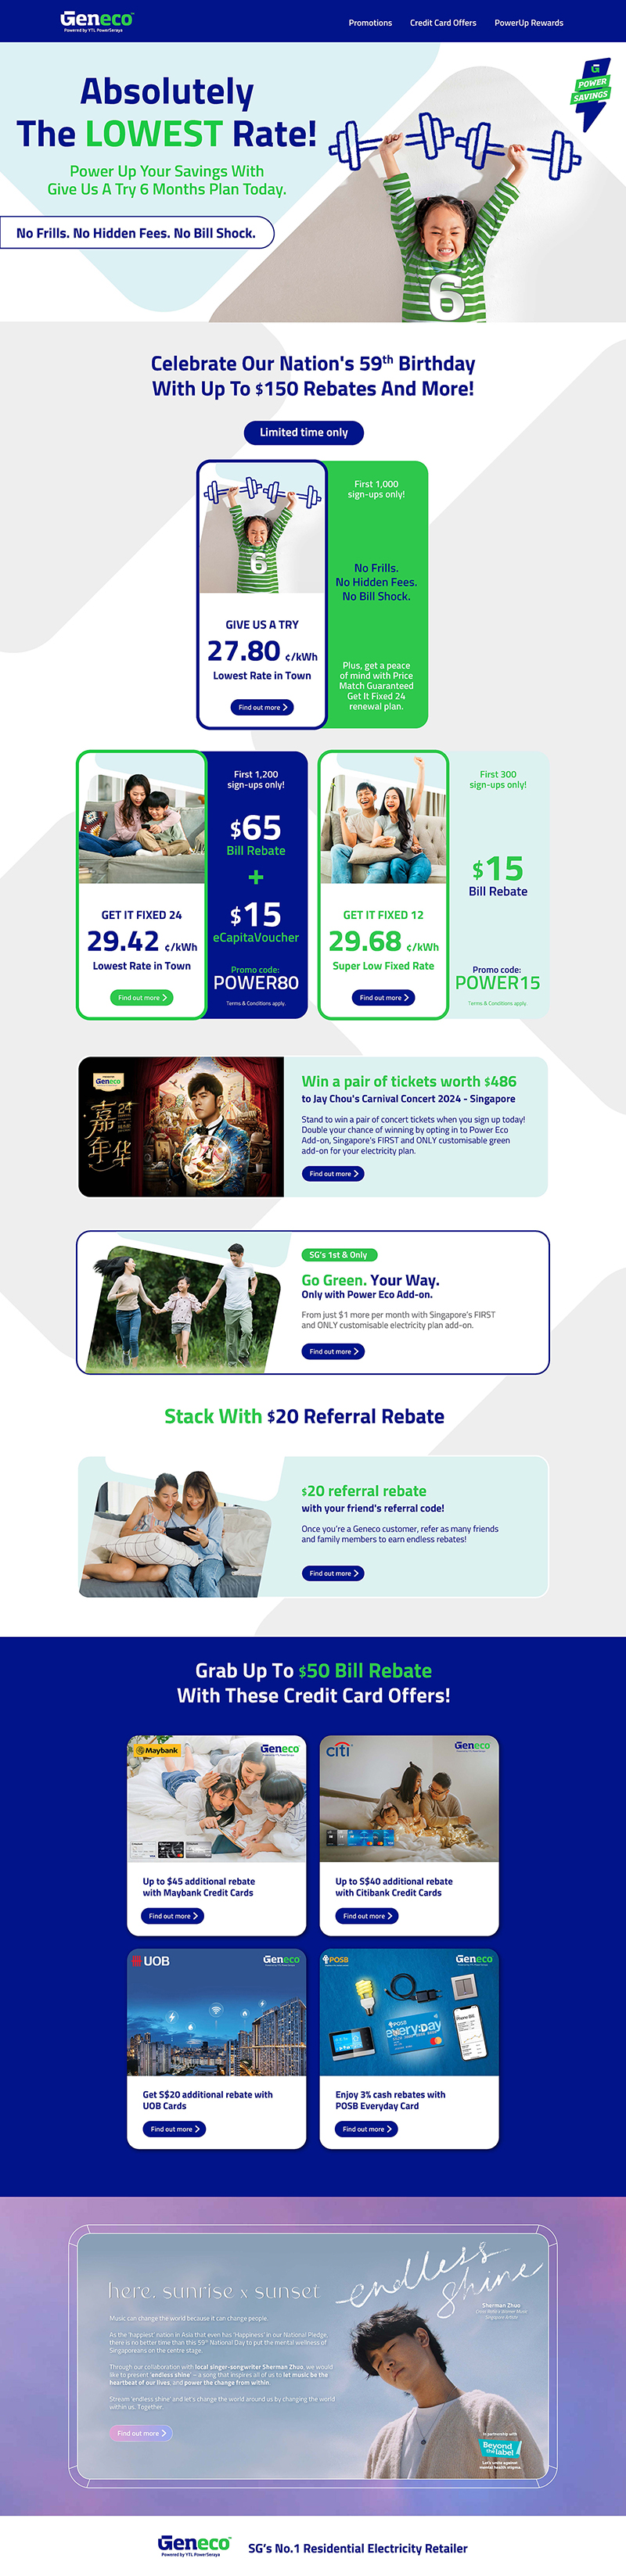 Geneco
Powered by YTL PowerSeraya
Promotions
Credit Card Offers
PowerUp Rewards
Absolutely
The LOWEST Rate!
Power Up Your Savings With
Give Us A Try 6 Months Plan Today.
No Frills. No Hidden Fees. No Bill Shock.
G
POWER
SAVINGS
6
Celebrate Our Nation's 59th Birthday
With Up To $150 Rebates And More!
Limited time only
6
GIVE US A TRY
27.80 ¢/kWh
Lowest Rate in Town
Find out more
First 1,000
sign-ups only!
No Frills.
No Hidden Fees.
No Bill Shock.
Plus, get a peace
of mind with Price
Match Guaranteed
Get It Fixed 24
renewal plan.
GET IT FIXED 24
29.42 ¢/kWh
Lowest Rate in Town
Find out more
First 1,200
sign-ups only!
$65
Bill Rebate
+
$15
eCapitaVoucher
Promo code:
POWER80
Terms & Conditions apply.
GET IT FIXED 12
29.68 ¢/kWh
Super Low Fixed Rate
Find out more
First 300
sign-ups only!
$15
Bill Rebate
Promo code:
POWER15
Terms & Conditions apply.
Geneco
嘉年华
Win a pair of tickets worth $486
to Jay Chou's Carnival Concert 2024 - Singapore
Stand to win a pair of concert tickets when you sign up today!
Double your chance of winning by opting in to Power Eco
Add-on, Singapore's FIRST and ONLY customisable green
add-on for your electricity plan.
Find out more
SG's 1st & Only
Go Green. Your Way.
Only with Power Eco Add-on.
From just $1 more per month with Singapore's FIRST
and ONLY customisable electricity plan add-on.
Find out more
Stack With $20 Referral Rebate
$20 referral rebate
with your friend's referral code!
Once you're a Geneco customer, refer as many friends
and family members to earn endless rebates!
Find out more
Grab Up To $50 Bill Rebate
With These Credit Card Offers!
Maybank
Geneco
Up to $45 additional rebate
with Maybank Credit Cards
Find out more
citi
Geneco
Up to S$40 additional rebate
with Citibank Credit Cards
Find out more
UOB
Geneco
Get S$20 additional rebate with
UOB Cards
Find out more
POSB
Geneco
POSB
everyday
Enjoy 3% cash rebates with
POSB Everyday Card
Find out more
here. sunrise x sunset
endless
shine
Sherman Zhuo
Music can change the world because it can change people.
As the 'happiest' nation in Asia that even has 'Happiness' in our National Pledge,
there is no better time than this 59th National Day to put the mental wellness of
Singaporeans on the centre stage.
Through our collaboration with local singer-songwriter Sherman Zhuo, we would
like to present 'endless shine' – a song that inspires all of us to let music be the
heartbeat of our lives, and power the change from within.
Stream 'endless shine' and let's change the world around us by changing the world
within us. Together.
Find out more
In partnership with
Beyond
the label
Let's unite against
mental health stigma.
Geneco
Powered by YTL PowerSeraya
SG's No.1 Residential Electricity Retailer